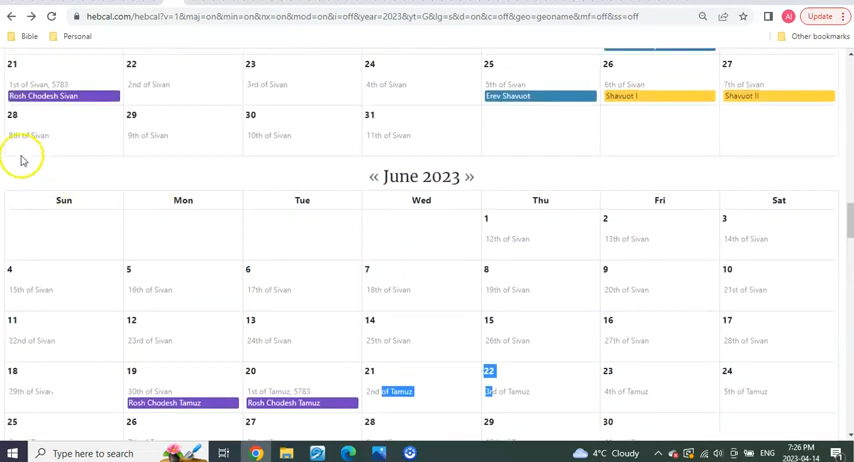 hebcal.com/hebcal?v=1&maj=on&min=on&nx=on&mod=on&i=off&year=2023&yt=G&lg=s&d=on&c=off&geo=geoname&mf=off&ss=off
AI
Update
Bible
Personal
Other bookmarks
21 22 23 24 25 26 27
1st of Sivan, 5783 2nd of Sivan 3rd of Sivan 4th of Sivan 5th of Sivan 6th of Sivan 7th of Sivan
Rosh Chodesh Sivan Erev Shavuot Shavuot I Shavuot II
28 29 30 31
8th of Sivan 9th of Sivan 10th of Sivan 11th of Sivan
« June 2023 »
Sun Mon Tue Wed Thu Fri Sat
1 2 3
12th of Sivan 13th of Sivan 14th of Sivan
4 5 6 7 8 9 10
15th of Sivan 16th of Sivan 17th of Sivan 18th of Sivan 19th of Sivan 20th of Sivan 21st of Sivan
11 12 13 14 15 16 17
22nd of Sivan 23rd of Sivan 24th of Sivan 25th of Sivan 26th of Sivan 27th of Sivan 28th of Sivan
18 19 20 21 22 23 24
29th of Sivan 30th of Sivan 1st of Tamuz, 5783 2nd of Tamuz 3rd of Tamuz 4th of Tamuz 5th of Tamuz
Rosh Chodesh Tamuz Rosh Chodesh Tamuz
25 26 27 28 29 30
Type here to search
4°C Cloudy
ENG
7:26 PM
2023-04-14